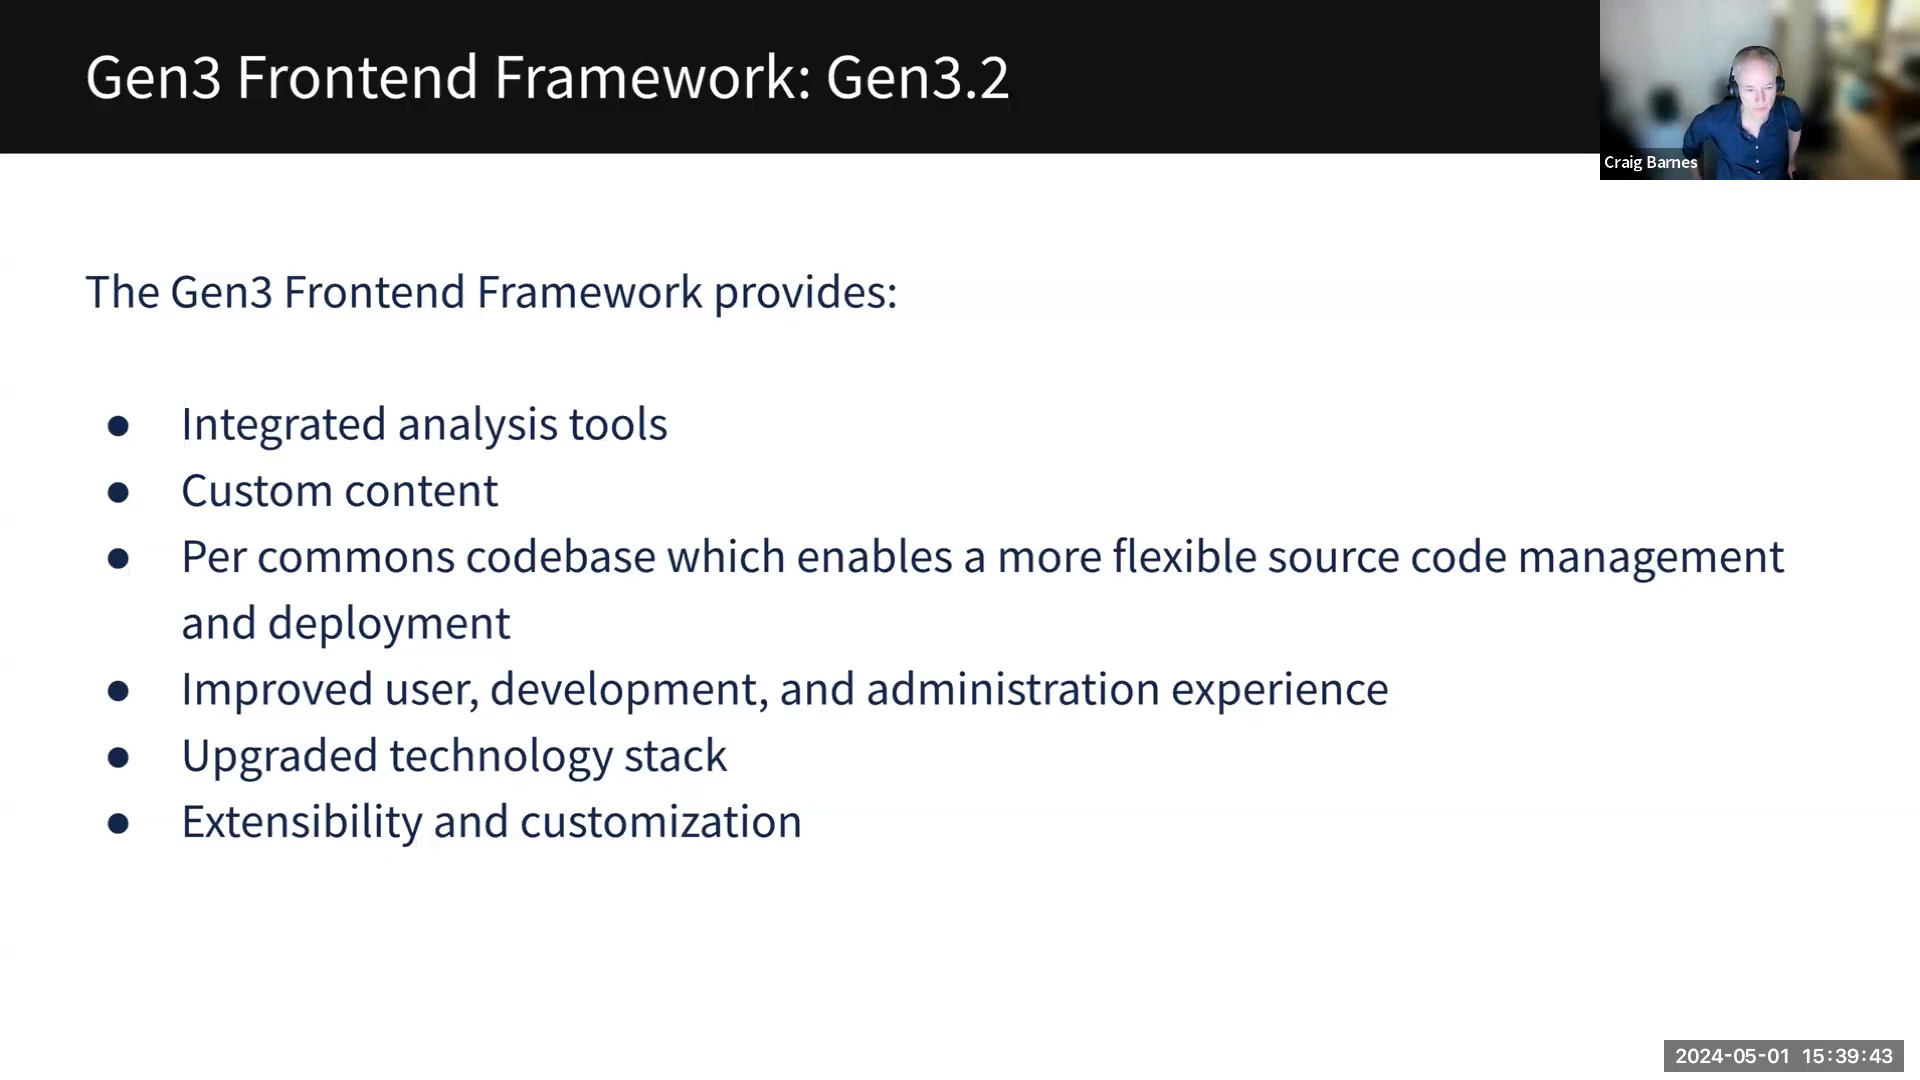 Gen3 Frontend Framework: Gen3.2
Craig Barnes
The Gen3 Frontend Framework provides:
● Integrated analysis tools
● Custom content
● Per commons codebase which enables a more flexible source code management
and deployment
● Improved user, development, and administration experience
● Upgraded technology stack
● Extensibility and customization
2024-05-01 15:39:43